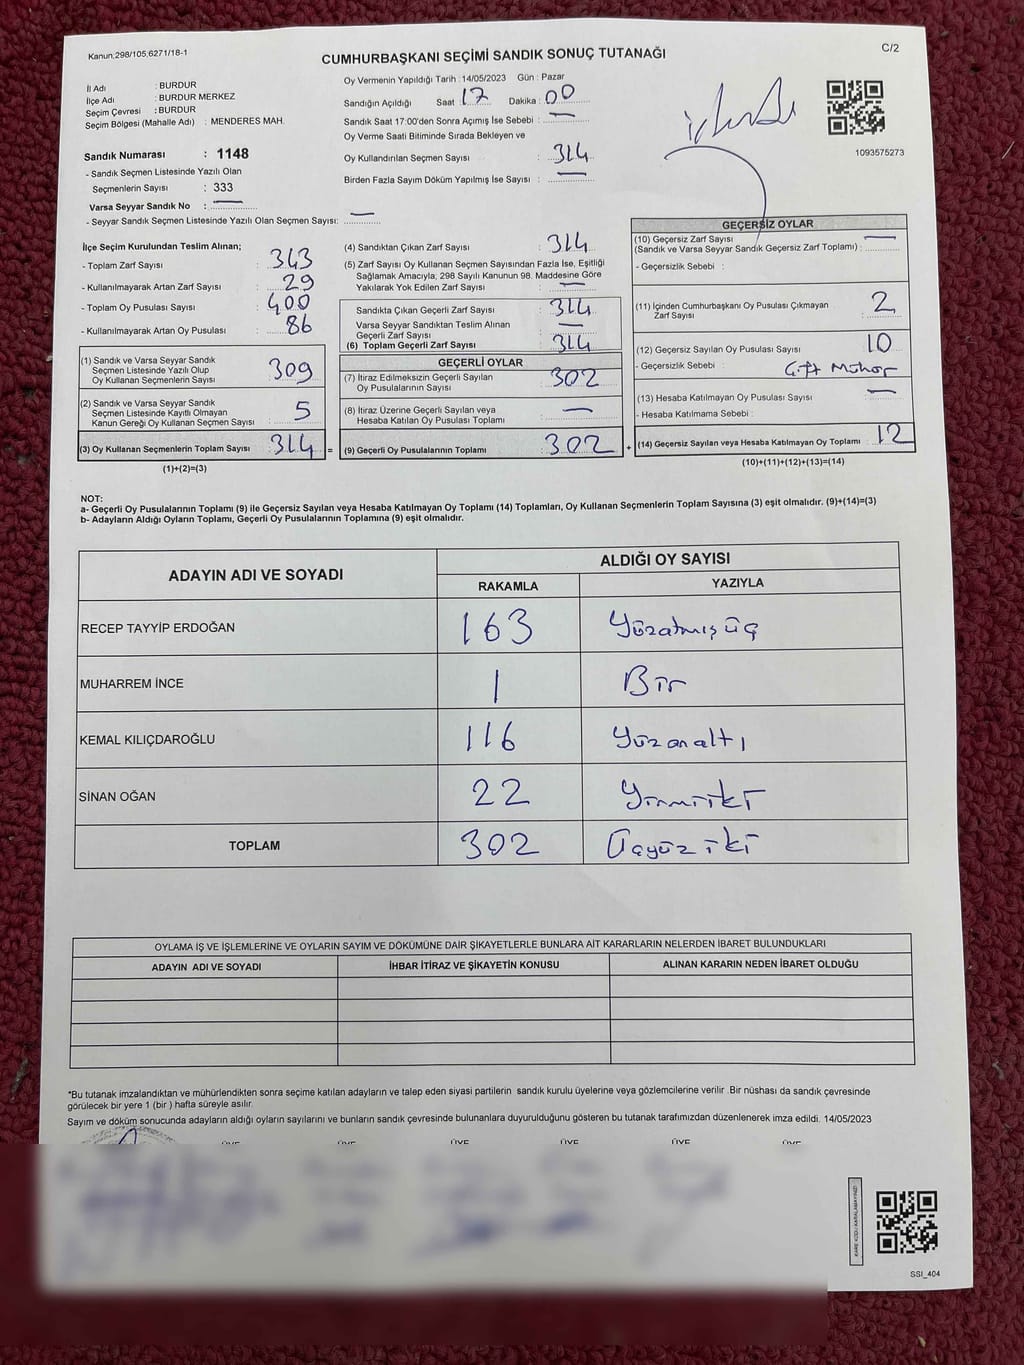 Kanun,298/105,6271/18-1
CUMHURBAŞKANI SEÇİMİ SANDIK SONUÇ TUTANAĞI
C/2
İl Adı : BURDUR
İlçe Adı : BURDUR MERKEZ
Seçim Çevresi : BURDUR
Seçim Bölgesi (Mahalle Adı) : MENDERES MAH.
Sandık Numarası : 1148
- Sandık Seçmen Listesinde Yazılı Olan
Seçmenlerin Sayısı : 333
Varsa Seyyar Sandık No : —
- Seyyar Sandık Seçmen Listesinde Yazılı Olan Seçmen Sayısı: —
Oy Vermenin Yapıldığı Tarih : 14/05/2023 Gün : Pazar
Sandığın Açıldığı Saat : 17 Dakika : 00
Sandık Saat 17:00'den Sonra Açımış İse Sebebi : —
Oy Verme Saati Bitiminde Sırada Bekleyen ve
Oy Kullandırılan Seçmen Sayısı : 314
Birden Fazla Sayım Döküm Yapılmış İse Sayısı : —
1093575273
İlçe Seçim Kurulundan Teslim Alınan;
- Toplam Zarf Sayısı : 343
- Kullanılmayarak Artan Zarf Sayısı : 29
- Toplam Oy Pusulası Sayısı : 400
- Kullanılmayarak Artan Oy Pusulası : 86
(1) Sandık ve Varsa Seyyar Sandık
Seçmen Listesinde Yazılı Olup
Oy Kullanan Seçmenlerin Sayısı : 309
(2) Sandık ve Varsa Seyyar Sandık
Seçmen Listesinde Kayıtlı Olmayan
Kanun Gereği Oy Kullanan Seçmen Sayısı : 5
(3) Oy Kullanan Seçmenlerin Toplam Sayısı : 314 =
(1)+(2)=(3)
(4) Sandıktan Çıkan Zarf Sayısı : 314
(5) Zarf Sayısı Oy Kullanan Seçmen Sayısından Fazla İse, Eşitliği
Sağlamak Amacıyla, 298 Sayılı Kanunun 98. Maddesine Göre
Yakılarak Yok Edilen Zarf Sayısı : —
Sandıkta Çıkan Geçerli Zarf Sayısı : 314
Varsa Seyyar Sandıktan Teslim Alınan
Geçerli Zarf Sayısı : —
(6) Toplam Geçerli Zarf Sayısı : 314
GEÇERLİ OYLAR
(7) İtiraz Edilmeksizin Geçerli Sayılan
Oy Pusulalarının Sayısı : 302
(8) İtiraz Üzerine Geçerli Sayılan veya
Hesaba Katılan Oy Pusulası Toplamı : —
(9) Geçerli Oy Pusulalarının Toplamı : 302 +
GEÇERSİZ OYLAR
(10) Geçersiz Zarf Sayısı
(Sandık ve Varsa Seyyar Sandık Geçersiz Zarf Toplamı) : —
- Geçersizlik Sebebi :
(11) İçinden Cumhurbaşkanı Oy Pusulası Çıkmayan
Zarf Sayısı : 2
(12) Geçersiz Sayılan Oy Pusulası Sayısı : 10
- Geçersizlik Sebebi : Çift Mühür
(13) Hesaba Katılmayan Oy Pusulası Sayısı : —
- Hesaba Katılmama Sebebi :
(14) Geçersiz Sayılan veya Hesaba Katılmayan Oy Toplamı : 12
(10)+(11)+(12)+(13)=(14)
NOT:
a- Geçerli Oy Pusulalarının Toplamı (9) ile Geçersiz Sayılan veya Hesaba Katılmayan Oy Toplamı (14) Toplamları, Oy Kullanan Seçmenlerin Toplam Sayısına (3) eşit olmalıdır. (9)+(14)=(3)
b- Adayların Aldığı Oyların Toplamı, Geçerli Oy Pusulalarının Toplamına (9) eşit olmalıdır.
ADAYIN ADI VE SOYADI
ALDIĞI OY SAYISI
RAKAMLA YAZIYLA
RECEP TAYYİP ERDOĞAN 163 Yüzatmışüç
MUHARREM İNCE 1 Bir
KEMAL KILIÇDAROĞLU 116 Yüzonaltı
SİNAN OĞAN 22 Yirmiiki
TOPLAM 302 Üçyüz iki
OYLAMA İŞ VE İŞLEMLERİNE VE OYLARIN SAYIM VE DÖKÜMÜNE DAİR ŞİKAYETLERLE BUNLARA AİT KARARLARIN NELERDEN İBARET BULUNDUKLARI
ADAYIN ADI VE SOYADI İHBAR İTİRAZ VE ŞİKAYETİN KONUSU ALINAN KARARIN NEDEN İBARET OLDUĞU
*Bu tutanak imzalandıktan ve mühürlendikten sonra seçime katılan adayların ve talep eden siyasi partilerin sandık kurulu üyelerine veya gözlemcilerine verilir .Bir nüshası da sandık çevresinde
görülecek bir yere 1 (bir ) hafta süreyle asılır.
Sayım ve döküm sonucunda adayların aldığı oyların sayılarını ve bunların sandık çevresinde bulunanlara duyurulduğunu gösteren bu tutanak tarafımızdan düzenlenerek imza edildi. 14/05/2023
ÜYE ÜYE ÜYE ÜYE ÜYE ÜYE
KARE KODU KARALAMAYINIZ!
SSI_404